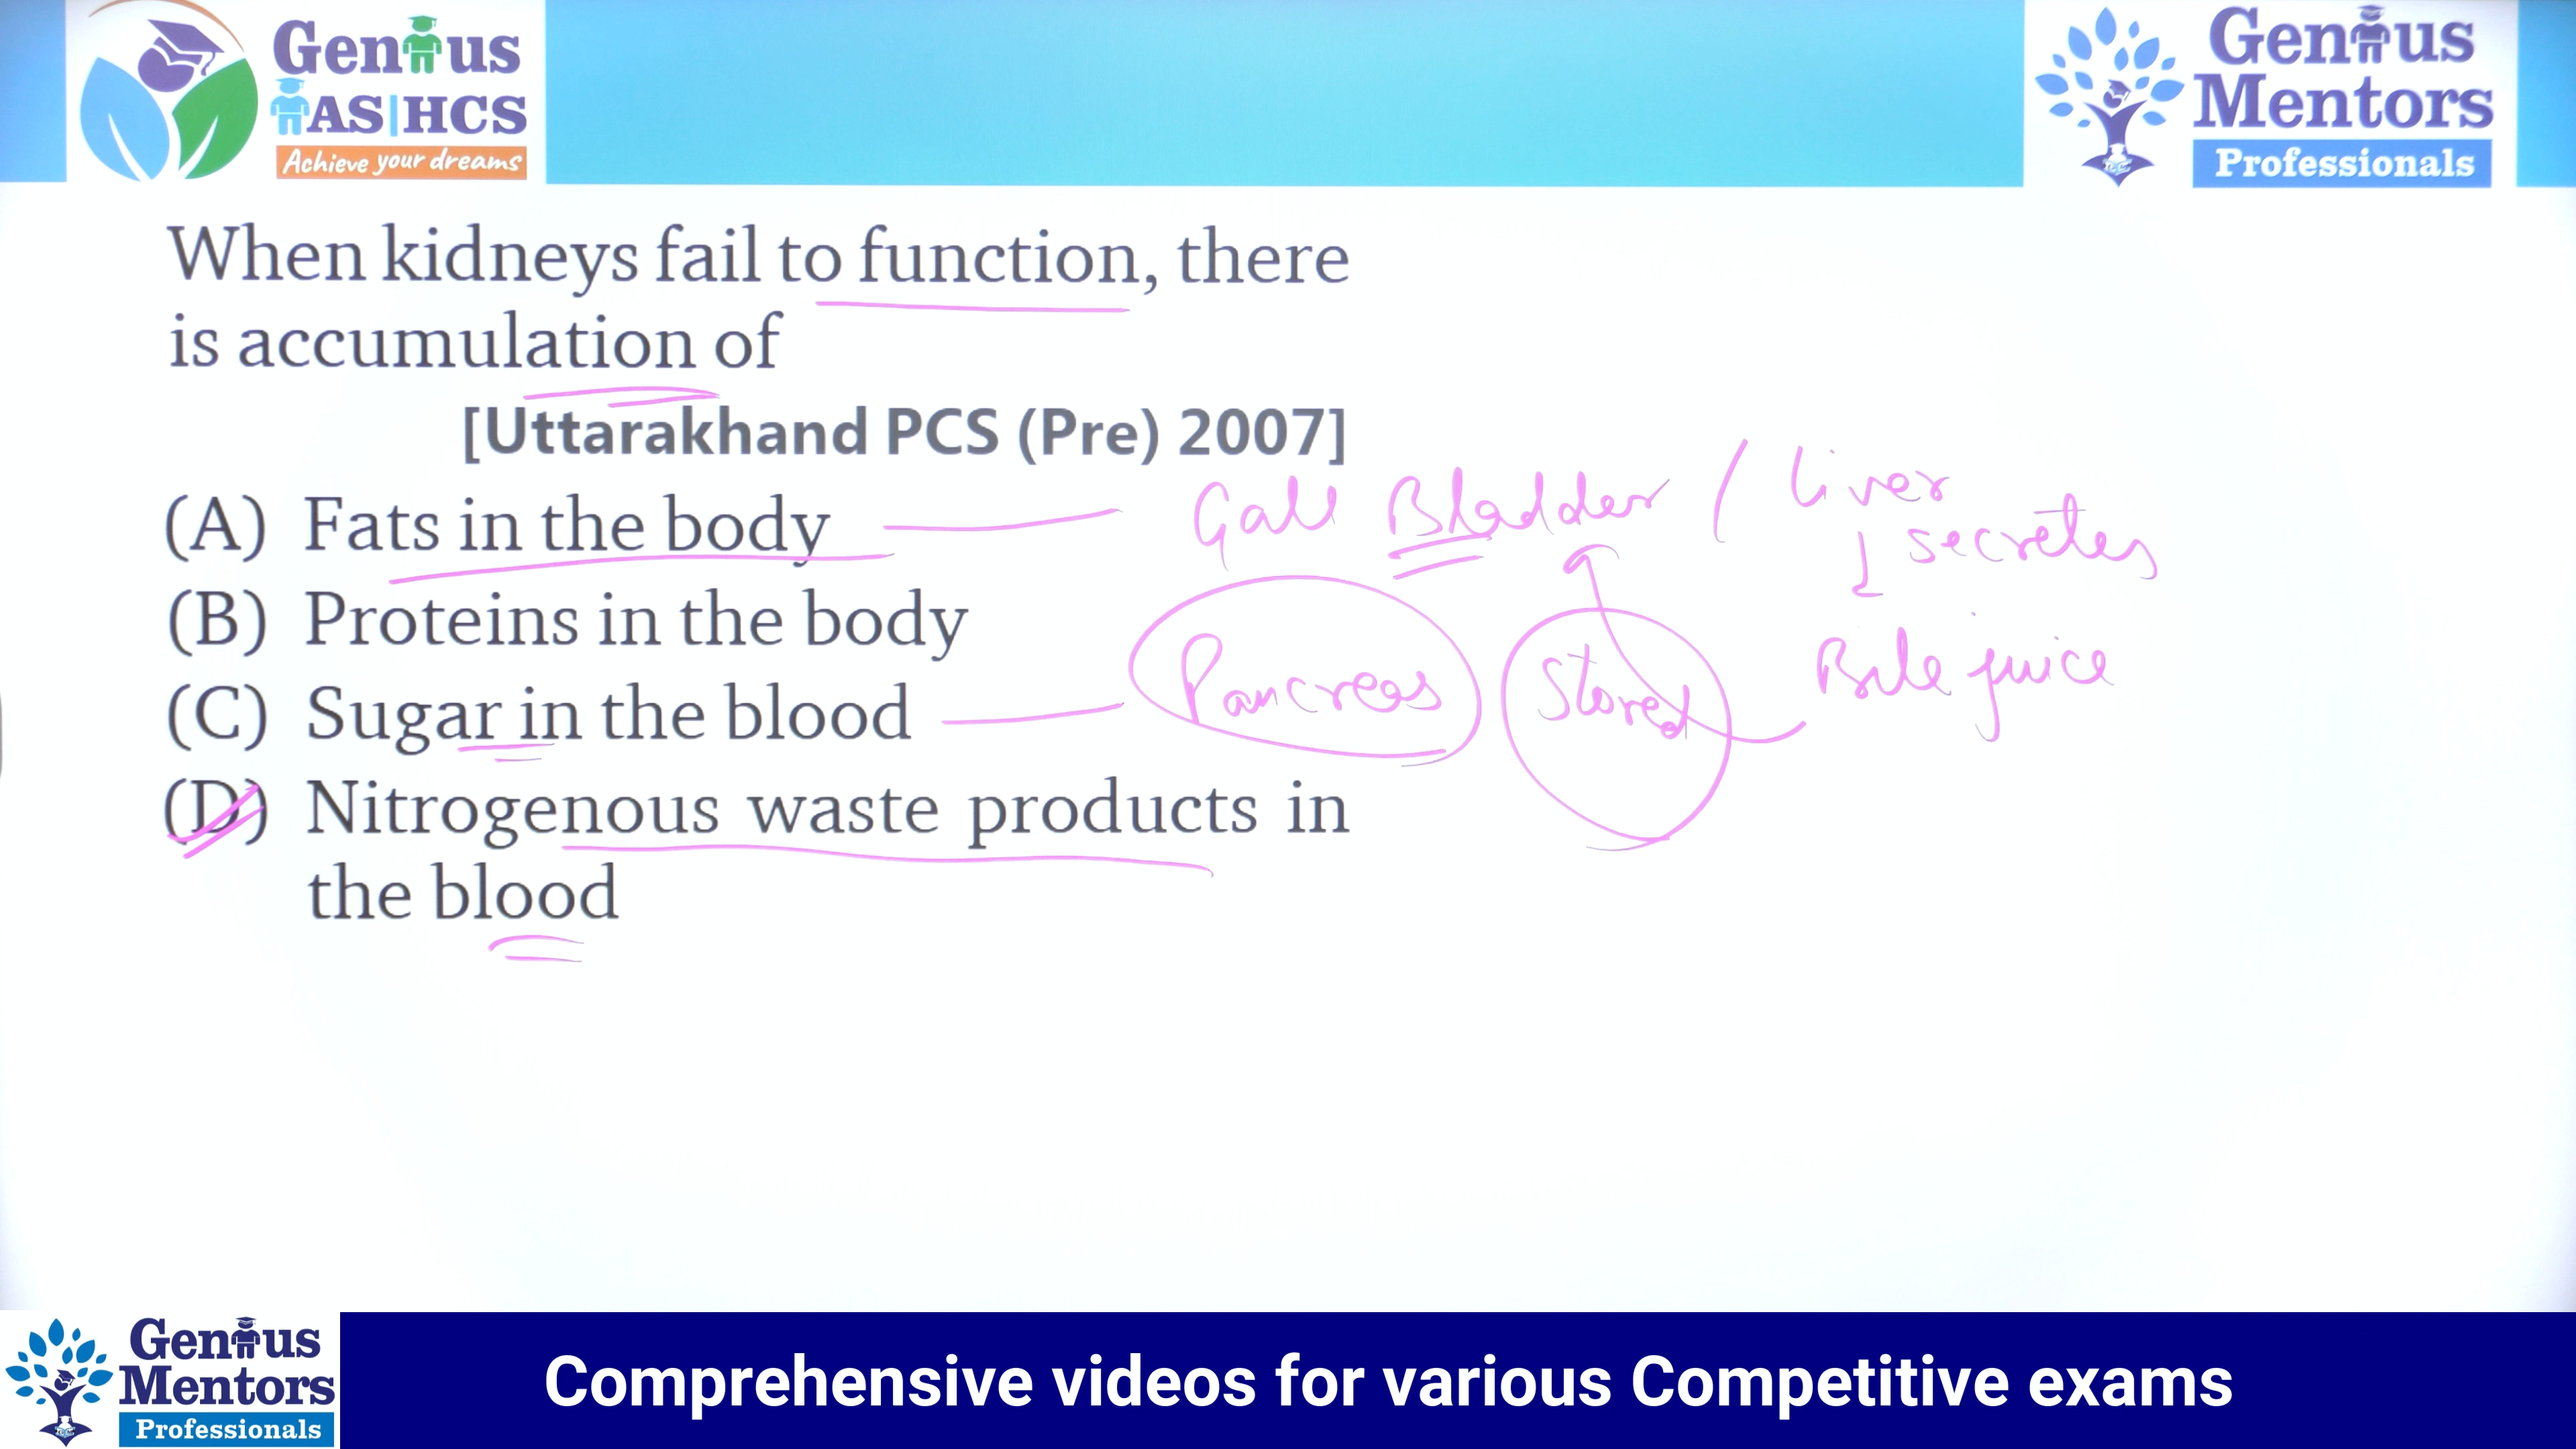 Genius
IAS|HCS
Achieve your dreams
Genius
Mentors
Professionals
When kidneys fail to function, there
is accumulation of
[Uttarakhand PCS (Pre) 2007]
(A) Fats in the body
Gall Bladder / liver
secretes
(B) Proteins in the body
Pancreas
Stored
Bile juice
(C) Sugar in the blood
(D) Nitrogenous waste products in
the blood
Genius
Mentors
Professionals
Comprehensive videos for various Competitive exams